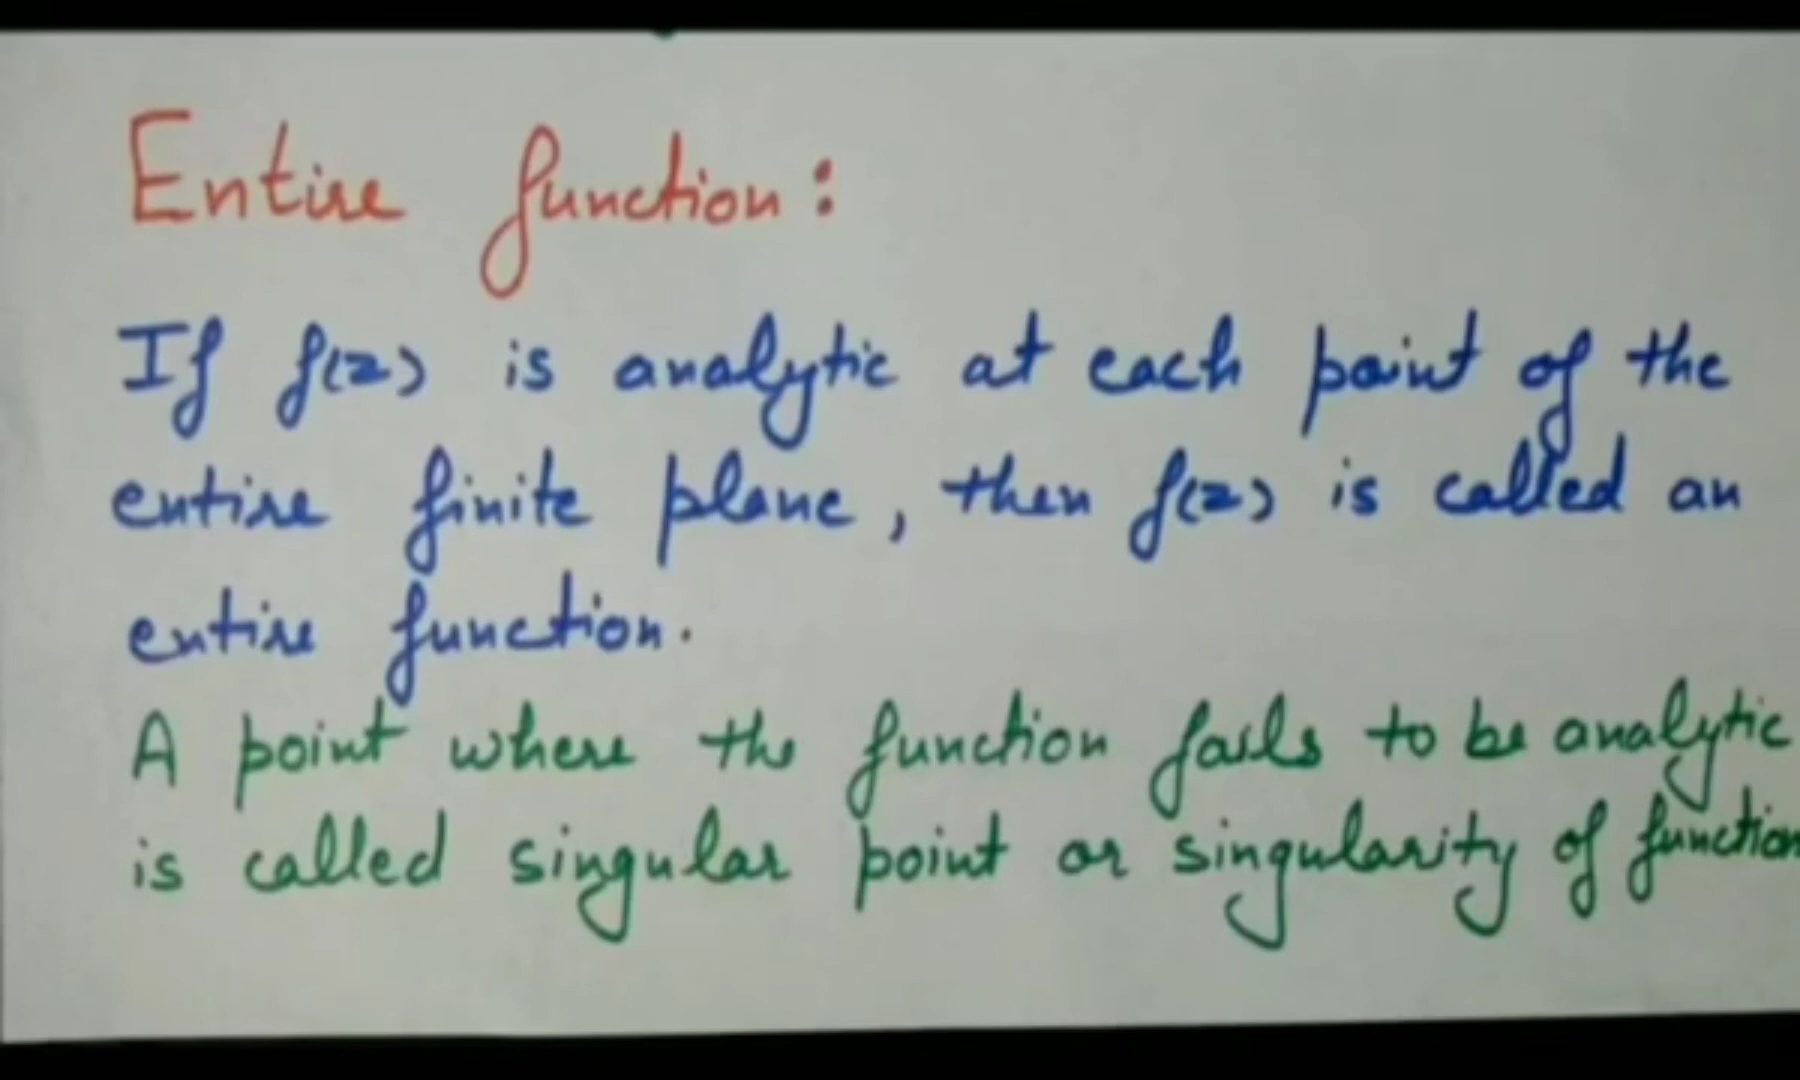 Entire function:
If f(z) is analytic at each point of the
entire finite plane, then f(z) is called an
entire function.
A point where the function fails to be analytic
is called singular point or singularity of function